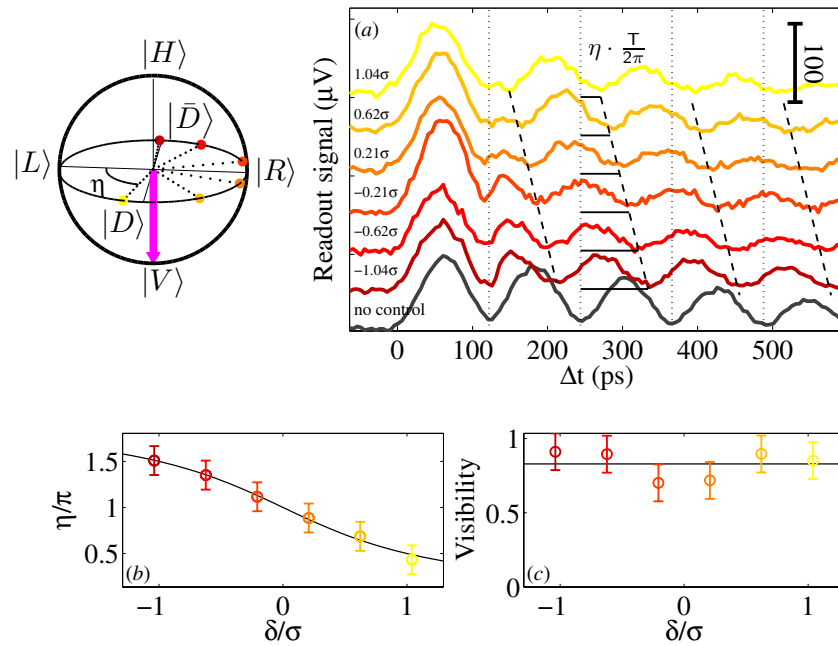 |H⟩
|D̄⟩
|L⟩
|R⟩
η
|D⟩
|V⟩
(a)
η · T/2π
100
1.04σ
0.62σ
0.21σ
−0.21σ
−0.62σ
−1.04σ
no control
Readout signal (μV)
0 100 200 300 400 500
Δt (ps)
1.5
1
0.5
η/π
(b)
−1 0 1
δ/σ
1
0.5
0
Visibility
(c)
−1 0 1
δ/σ